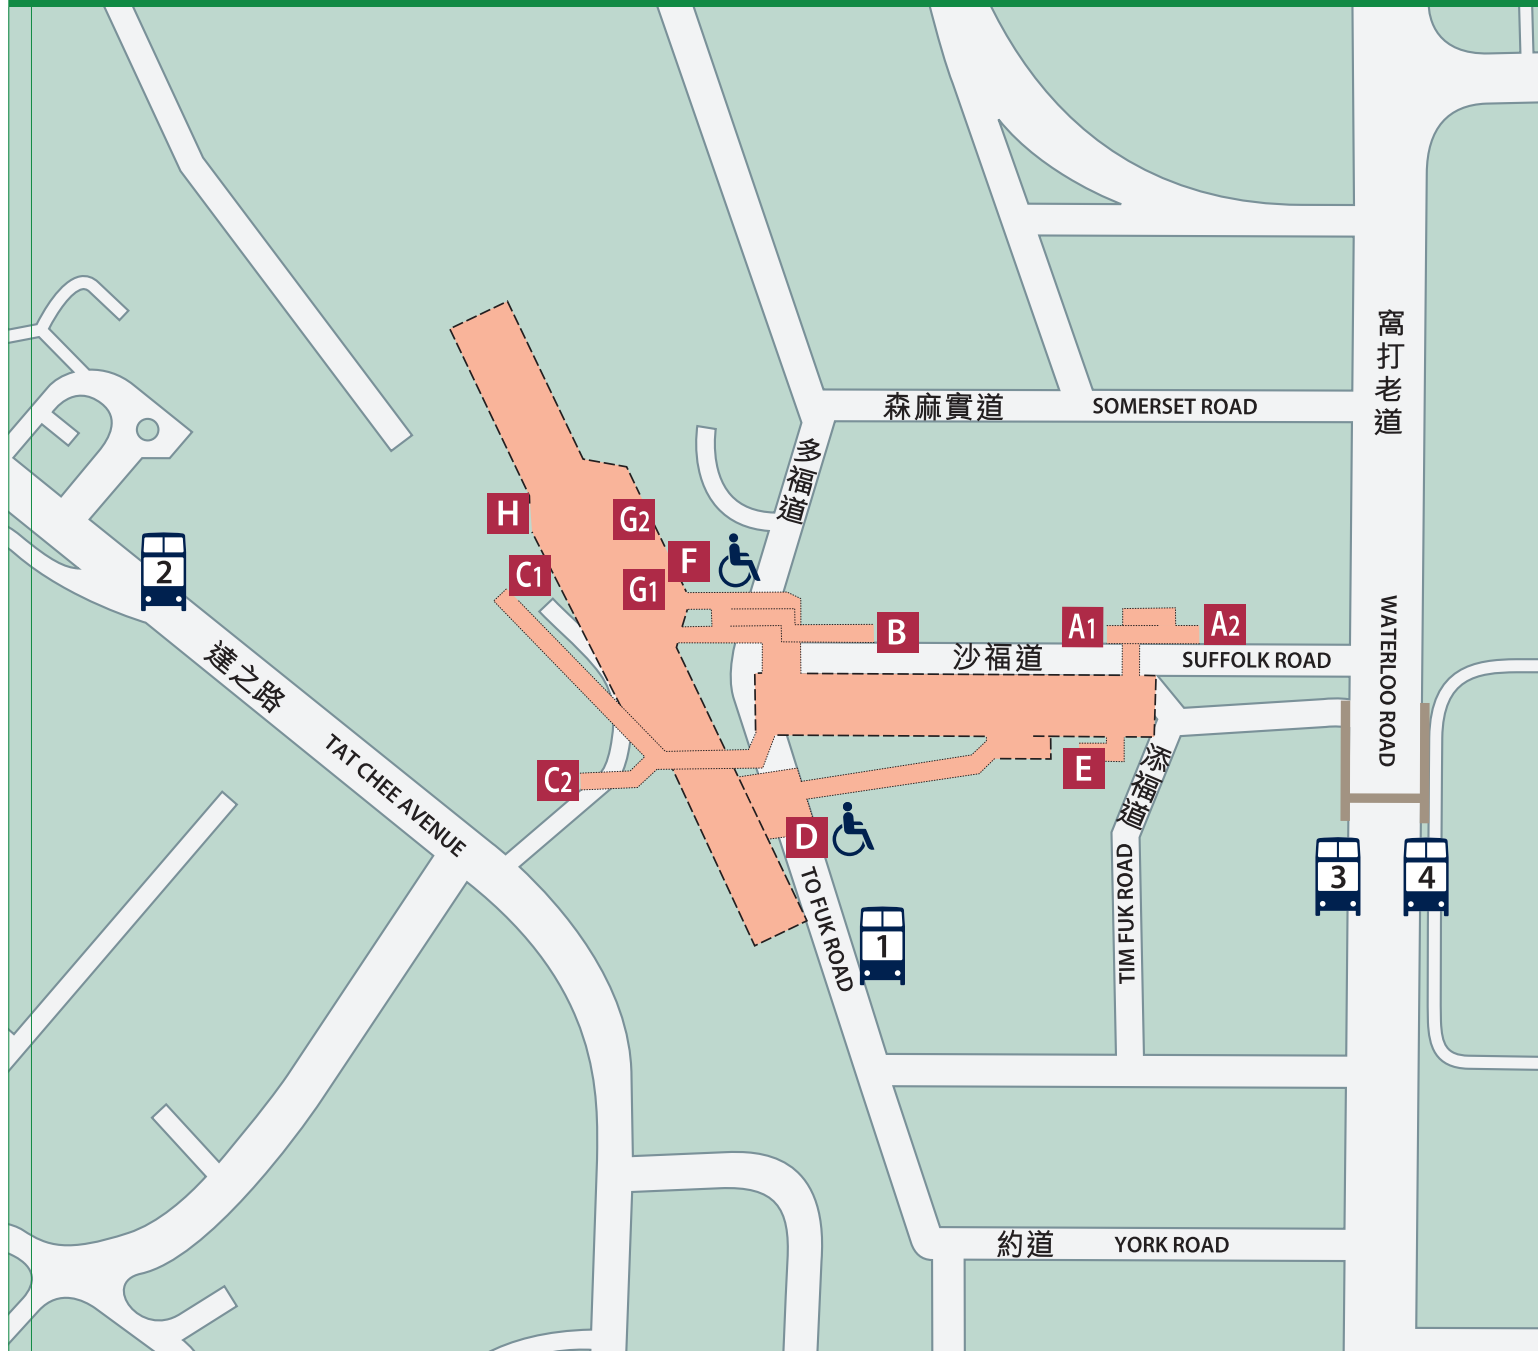 窩打老道
森麻實道
SOMERSET ROAD
多福道
H
G2
F
C1
G1
2
B
A1
A2
WATERLOO ROAD
沙福道
SUFFOLK ROAD
達之路
TAT CHEE AVENUE
C2
E
添福道
D
TO FUK ROAD
TIM FUK ROAD
3
4
1
約道
YORK ROAD